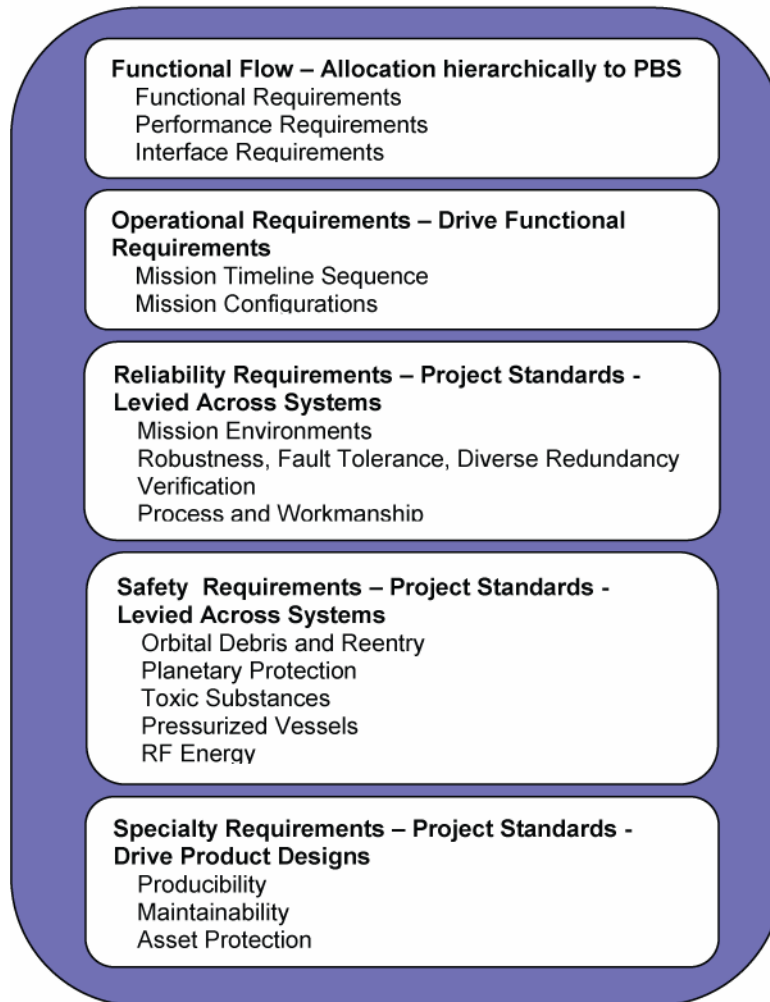 Functional Flow – Allocation hierarchically to PBS
Functional Requirements
Performance Requirements
Interface Requirements
Operational Requirements – Drive Functional
Requirements
Mission Timeline Sequence
Mission Configurations
Reliability Requirements – Project Standards -
Levied Across Systems
Mission Environments
Robustness, Fault Tolerance, Diverse Redundancy
Verification
Process and Workmanship
Safety  Requirements – Project Standards -
Levied Across Systems
Orbital Debris and Reentry
Planetary Protection
Toxic Substances
Pressurized Vessels
RF Energy
Specialty Requirements – Project Standards -
Drive Product Designs
Producibility
Maintainability
Asset Protection